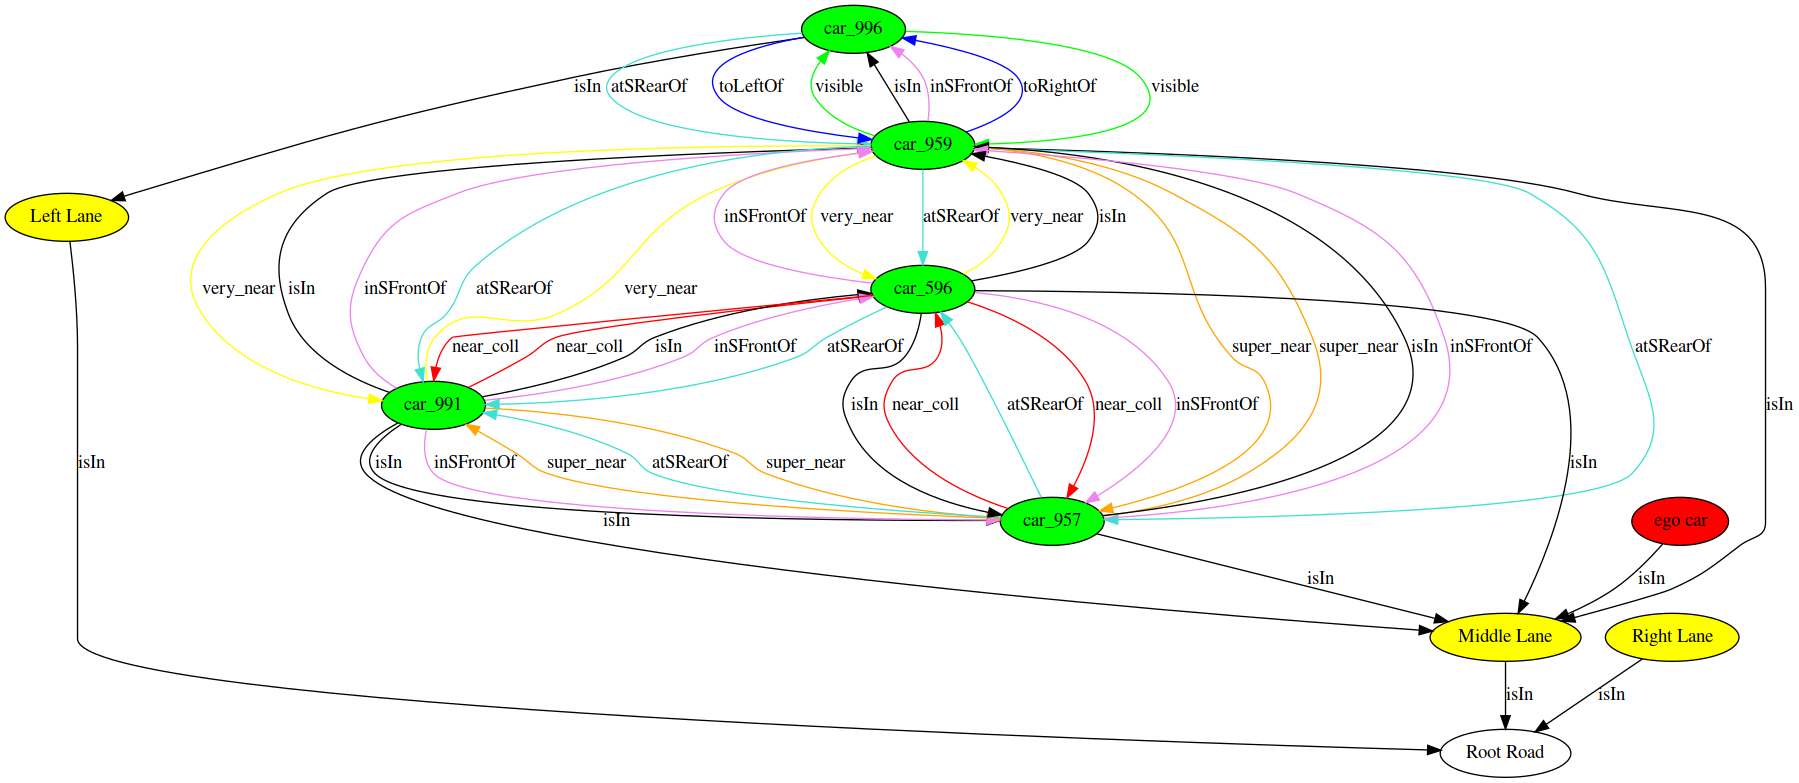 car_996
isIn atSRearOf toLeftOf visible isIn inSFrontOf toRightOf visible
car_959
Left Lane inSFrontOf very_near atSRearOf very_near isIn
car_596
very_near isIn inSFrontOf atSRearOf very_near
near_coll near_coll isIn inSFrontOf atSRearOf super_near super_near isIn inSFrontOf atSRearOf
car_991 isIn near_coll atSRearOf near_coll inSFrontOf isIn
isIn isIn inSFrontOf super_near atSRearOf super_near isIn
isIn car_957 ego car
isIn isIn
Middle Lane Right Lane
isIn isIn
Root Road